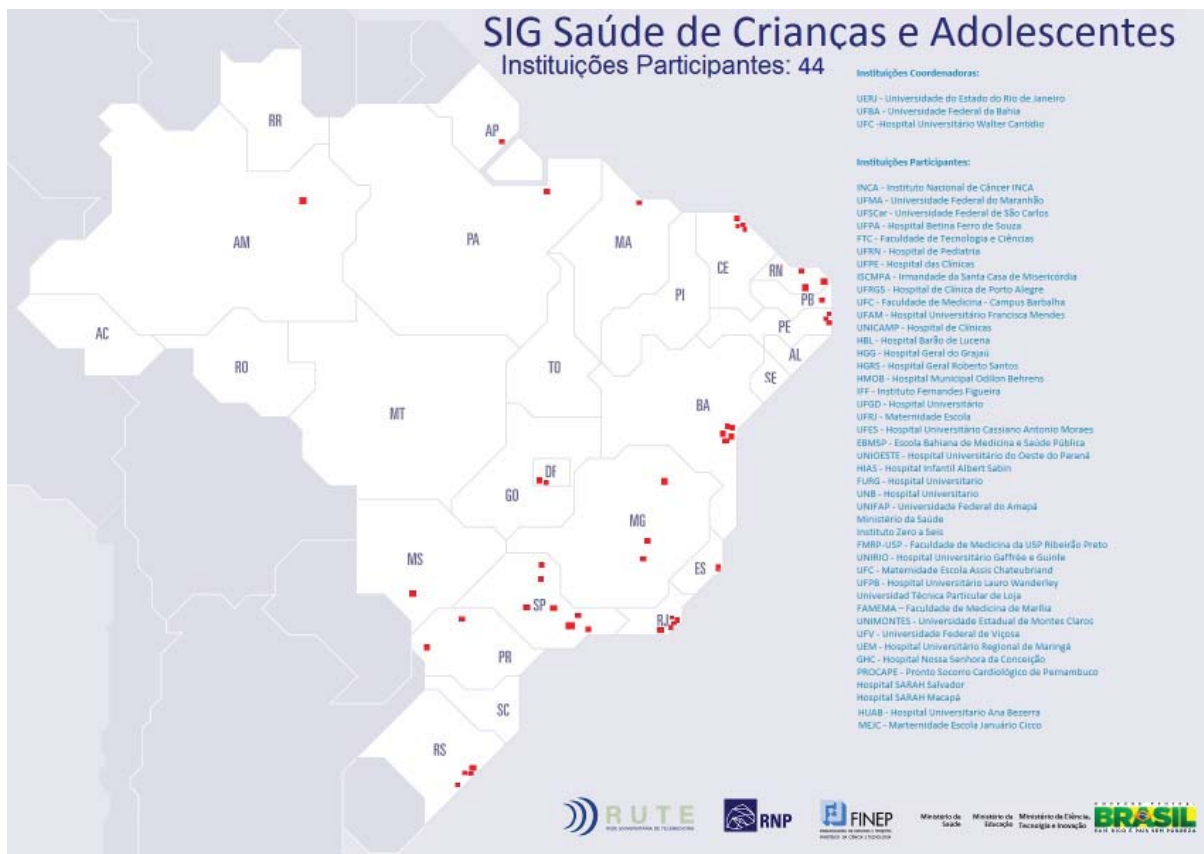 SIG Saúde de Crianças e Adolescentes
Instituições Participantes: 44
Instituições Coordenadoras:
UERJ - Universidade do Estado do Rio de Janeiro
UFBA - Universidade Federal da Bahia
UFC -Hospital Universitário Walter Cantídio
Instituições Participantes:
INCA - Instituto Nacional de Câncer INCA
UFMA - Universidade Federal do Maranhão
UFSCar - Universidade Federal de São Carlos
UFPA - Hospital Betina Ferro de Souza
FTC - Faculdade de Tecnologia e Ciências
UFRN - Hospital de Pediatria
UFPE - Hospital das Clínicas
ISCMPA - Irmandade da Santa Casa de Misericórdia
UFRGS - Hospital de Clínica de Porto Alegre
UFC - Faculdade de Medicina - Campus Barbalha
UFAM - Hospital Universitário Francisca Mendes
UNICAMP - Hospital de Clínicas
HBL - Hospital Barão de Lucena
HGG - Hospital Geral do Grajaú
HGRS - Hospital Geral Roberto Santos
HMOB - Hospital Municipal Odilon Behrens
IFF - Instituto Fernandes Figueira
UFGD - Hospital Universitário
UFRJ - Maternidade Escola
UFES - Hospital Universitário Cassiano Antonio Moraes
EBMSP - Escola Bahiana de Medicina e Saúde Pública
UNIOESTE - Hospital Universitário do Oeste do Paraná
HIAS - Hospital Infantil Albert Sabin
FURG - Hospital Universitario
UNB - Hospital Universitario
UNIFAP - Universidade Federal do Amapá
Ministério da Saúde
Instituto Zero a Seis
FMRP-USP - Faculdade de Medicina da USP Ribeirão Preto
UNIRIO - Hospital Universitário Gaffrée e Guinle
UFC - Maternidade Escola Assis Chateubriand
UFPB - Hospital Universitário Lauro Wanderley
Universidad Técnica Particular de Loja
FAMEMA – Faculdade de Medicina de Marília
UNIMONTES - Universidade Estadual de Montes Claros
UFV - Universidade Federal de Viçosa
UEM - Hospital Universitário Regional de Maringá
GHC - Hospital Nossa Senhora da Conceição
PROCAPE - Pronto Socorro Cardiológico de Pernambuco
Hospital SARAH Salvador
Hospital SARAH Macapá
HUAB - Hospital Universitario Ana Bezerra
MEJC - Marternidade Escola Januário Cicco
RR
AP
AM
PA
MA
CE
RN
PI
PB
PE
AC
AL
RO
TO
SE
BA
MT
DF
GO
MG
MS
ES
SP
RJ
PR
SC
RS
RUTE
REDE UNIVERSITÁRIA DE TELEMEDICINA
RNP
FINEP
Ministério da Saúde
Ministério da Educação
Ministério da Ciência, Tecnologia e Inovação
GOVERNO FEDERAL
BRASIL
PAÍS RICO É PAÍS SEM POBREZA